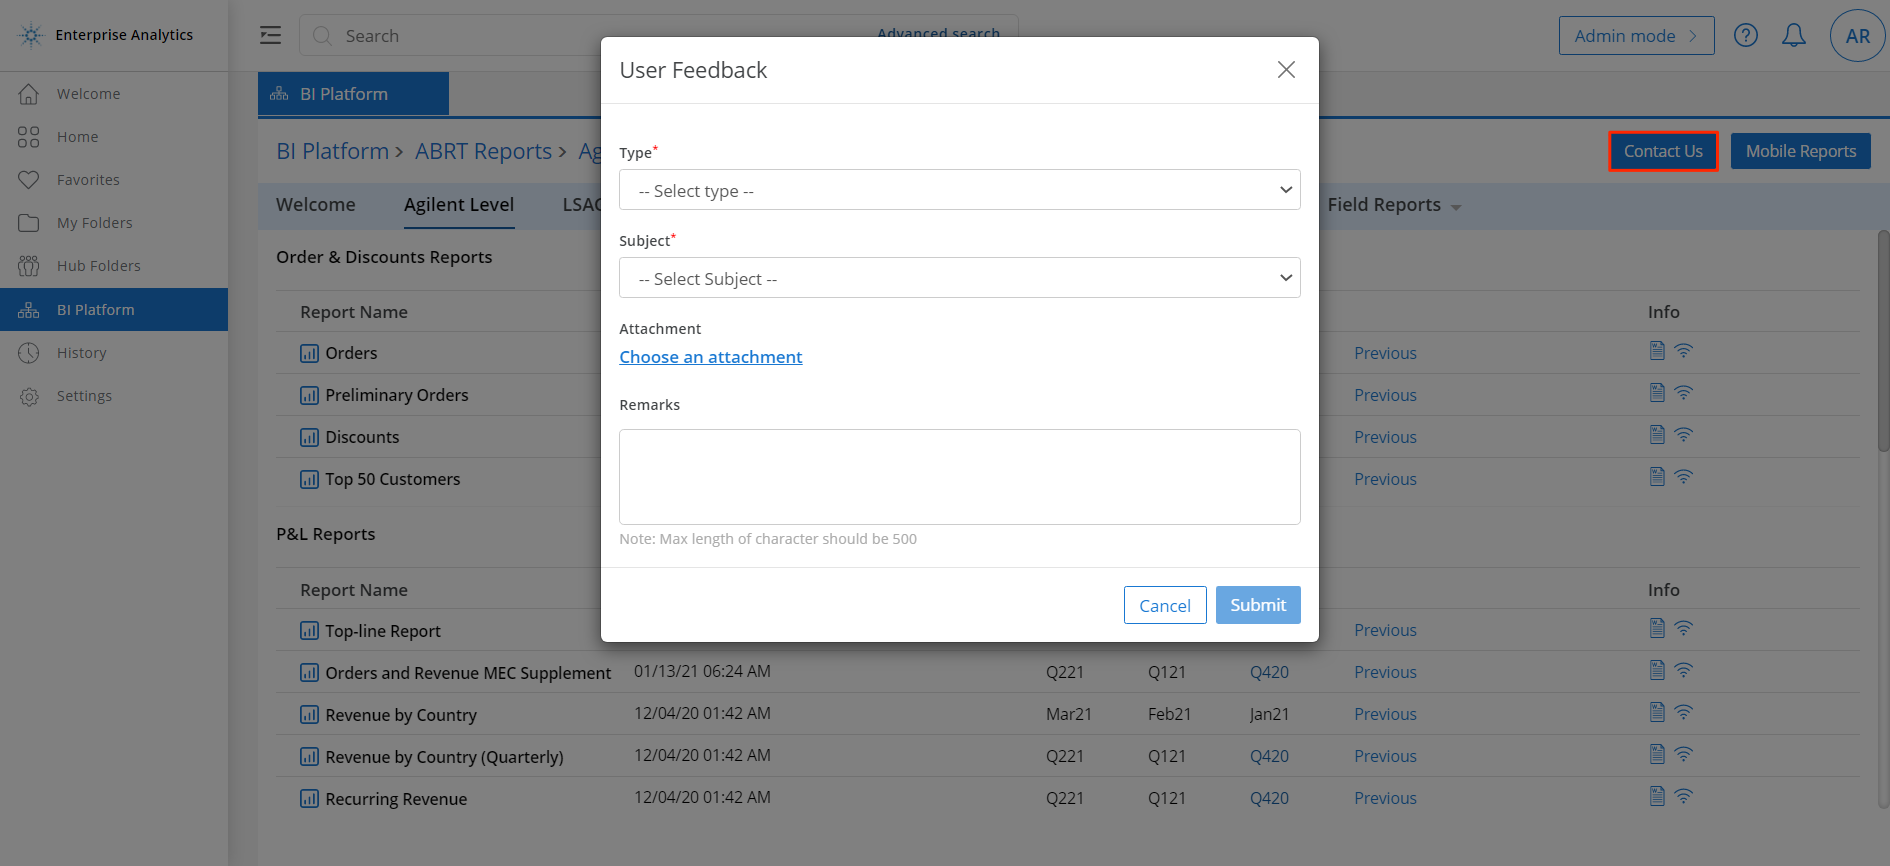 Enterprise Analytics
Search
Advanced search
Admin mode
AR
Welcome
Home
Favorites
My Folders
Hub Folders
BI Platform
History
Settings
BI Platform
BI Platform > ABRT Reports > Ag
Contact Us
Mobile Reports
Welcome
Agilent Level
LSAG
Field Reports
Order & Discounts Reports
Report Name
Info
Orders
Previous
Preliminary Orders
Previous
Discounts
Previous
Top 50 Customers
Previous
P&L Reports
Report Name
Info
Top-line Report
Previous
Orders and Revenue MEC Supplement 01/13/21 06:24 AM Q221 Q121 Q420 Previous
Revenue by Country 12/04/20 01:42 AM Mar21 Feb21 Jan21 Previous
Revenue by Country (Quarterly) 12/04/20 01:42 AM Q221 Q121 Q420 Previous
Recurring Revenue 12/04/20 01:42 AM Q221 Q121 Q420 Previous
User Feedback
Type*
-- Select type --
Subject*
-- Select Subject --
Attachment
Choose an attachment
Remarks
Note: Max length of character should be 500
Cancel
Submit